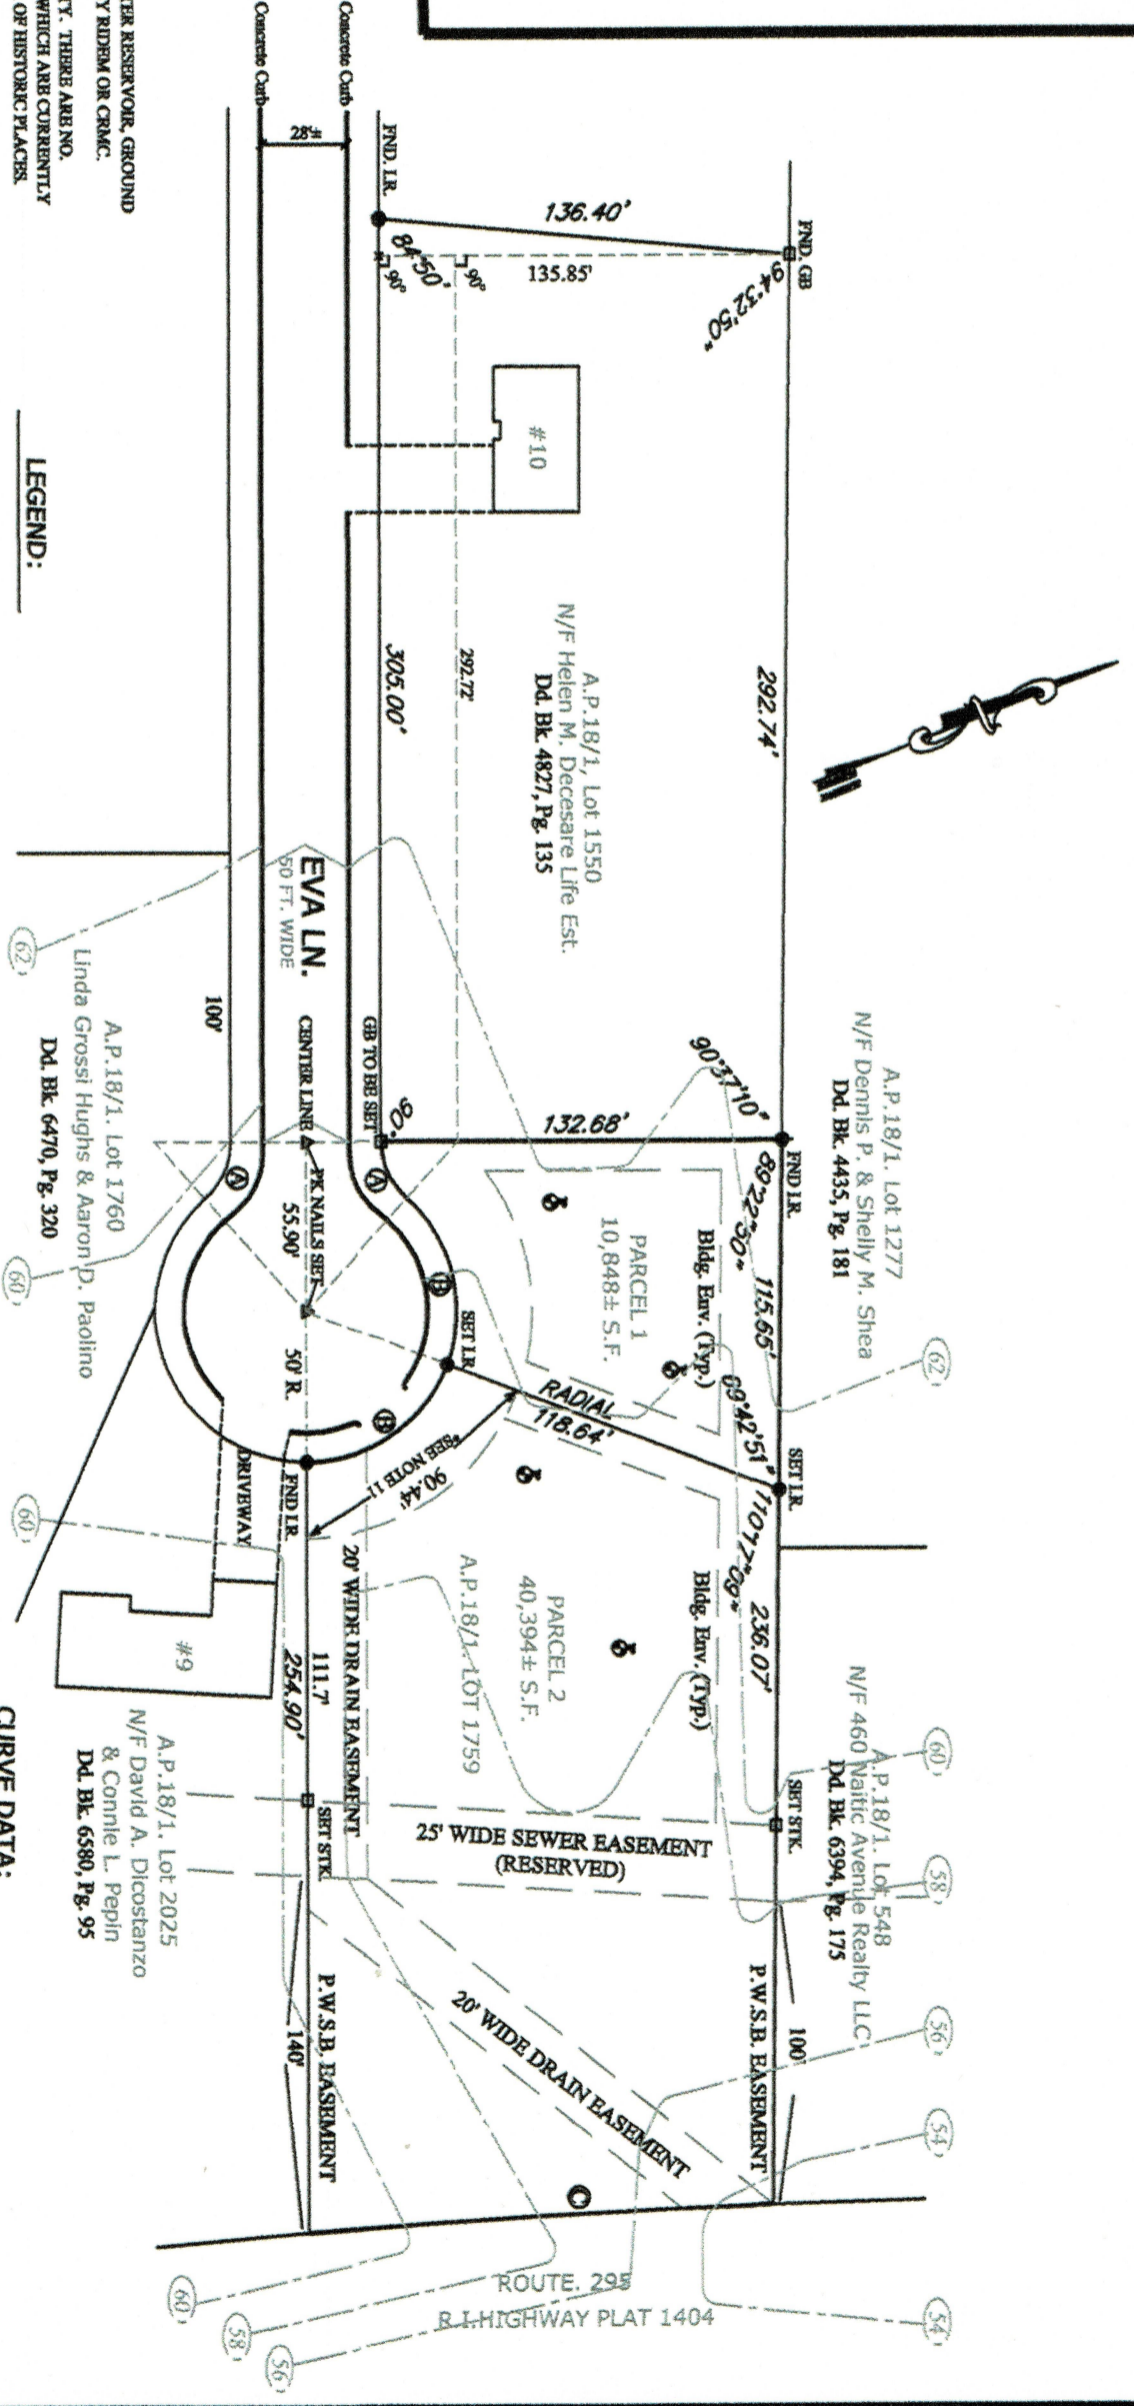 TER RESERVOIR, GROUND
Y RIDEM OR CRMC.
TY. THERE ARE NO.
WHICH ARE CURRENTLY
OF HISTORIC PLACES.
LEGEND:
Concrete Curb
Concrete Curb
28'±
FND. I.R.
136.40'
FND. GB
84°50'
90°
90°
135.85'
94°32'50"
#10
292.74'
292.72'
305.00'
A.P.18/1, Lot 1550
N/F Helen M. Decesare Life Est.
Dd. Bk. 4827, Pg. 135
EVA LN.
50 FT. WIDE
62
100'
A.P.18/1. Lot 1760
Linda Grossi Hughs & Aaron D. Paolino
Dd. Bk. 6470, Pg. 320
60
CENTER LINE
PK NAILS SET
GB TO BE SET
90°
132.68'
90°37'10"
FND I.R.
89°22'50"
115.65'
A.P.18/1. Lot 1277
N/F Dennis P. & Shelly M. Shea
Dd. Bk. 4435, Pg. 181
62
A
A
55.90'
50' R.
B
B
SET I.R.
PARCEL 1
10,848± S.F.
Bldg. Env. (Typ.)
RADIAL
118.64'
69°42'51"
SET I.R.
110°17'09"
236.07'
*SEE NOTE 11
90.44'
FND I.R.
DRIVEWAY
60
#9
111.7'
254.90'
20' WIDE DRAIN EASEMENT
A.P.18/1. LOT 1759
PARCEL 2
40,394± S.F.
Bldg. Env. (Typ.)
A.P.18/1. Lot 548
N/F 460 Naitic Avenue Realty LLC
Dd. Bk. 6394, Pg. 175
60
58
56
54
SET STK.
SET STK.
25' WIDE SEWER EASEMENT
(RESERVED)
A.P.18/1. Lot 2025
N/F David A. Dicostanzo
& Connie L. Pepin
Dd. Bk. 6580, Pg. 95
P.W.S.B. EASEMENT
140'
20' WIDE DRAIN EASEMENT
P.W.S.B. EASEMENT
100'
C
ROUTE. 295
R.I.HIGHWAY PLAT 1404
60
58
56
54
CURVE DATA: